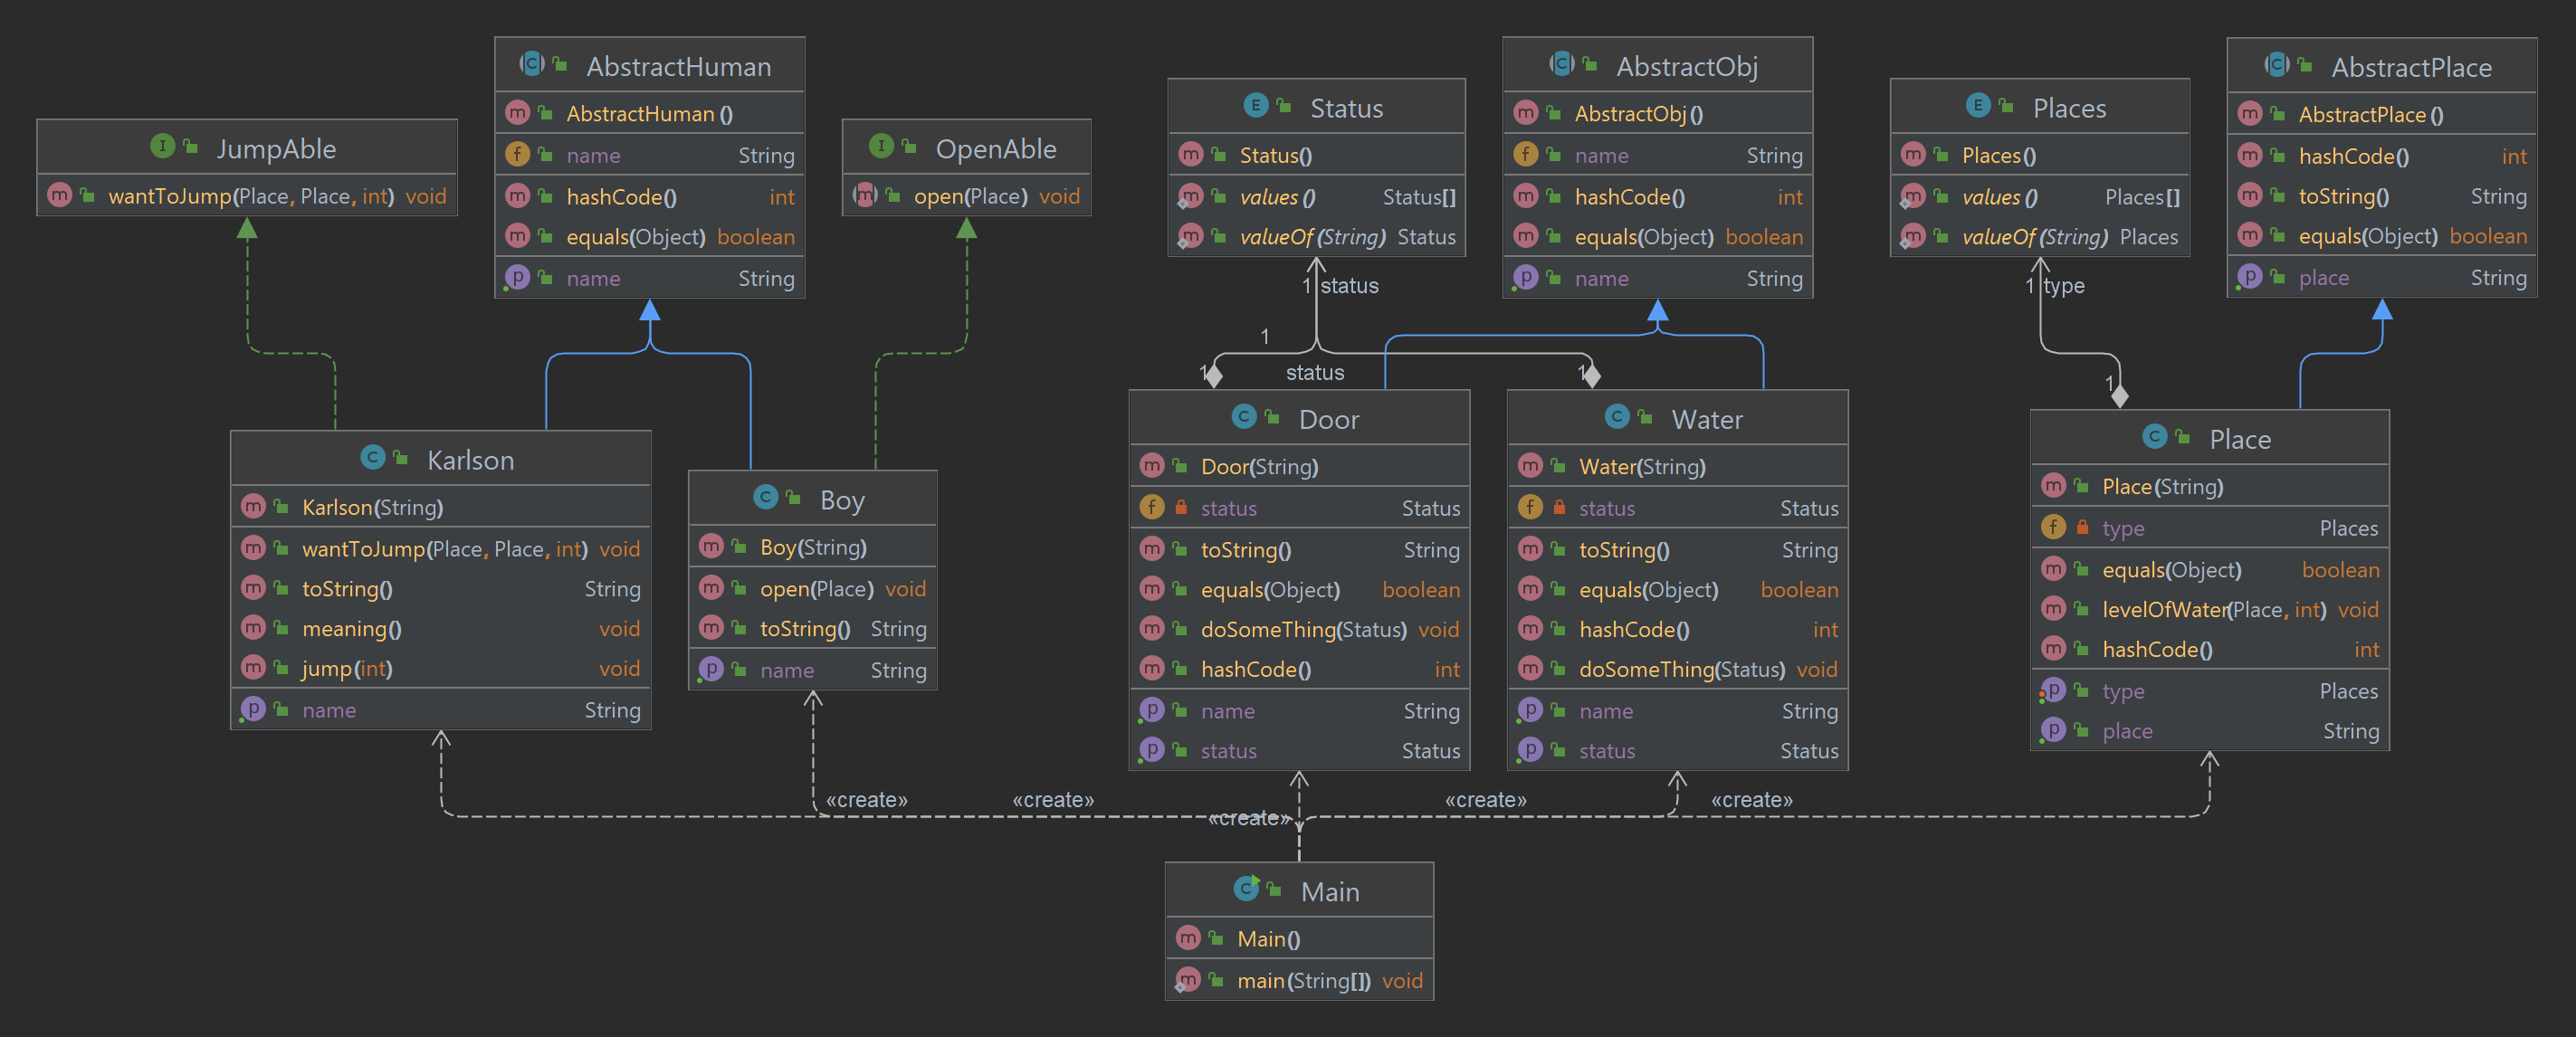 JumpAble
wantToJump(Place, Place, int) void
AbstractHuman
AbstractHuman()
name String
hashCode() int
equals(Object) boolean
name String
OpenAble
open(Place) void
Status
Status()
values() Status[]
valueOf(String) Status
AbstractObj
AbstractObj()
name String
hashCode() int
equals(Object) boolean
name String
Places
Places()
values() Places[]
valueOf(String) Places
AbstractPlace
AbstractPlace()
hashCode() int
toString() String
equals(Object) boolean
place String
1 status
1
1
status
1
1 type
1
Karlson
Karlson(String)
wantToJump(Place, Place, int) void
toString() String
meaning() void
jump(int) void
name String
Boy
Boy(String)
open(Place) void
toString() String
name String
Door
Door(String)
status Status
toString() String
equals(Object) boolean
doSomeThing(Status) void
hashCode() int
name String
status Status
Water
Water(String)
status Status
toString() String
equals(Object) boolean
hashCode() int
doSomeThing(Status) void
name String
status Status
Place
Place(String)
type Places
equals(Object) boolean
levelOfWater(Place, int) void
hashCode() int
type Places
place String
«create»
«create»
«create»
«create»
«create»
Main
Main()
main(String[]) void